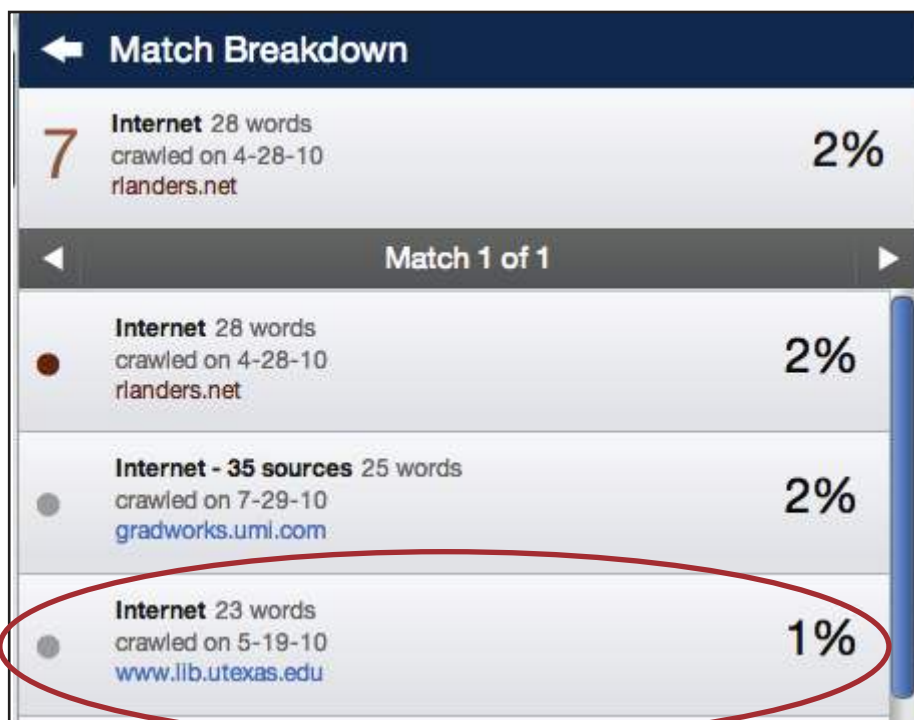 Match Breakdown
7
Internet 28 words
crawled on 4-28-10
rlanders.net
2%
Match 1 of 1
Internet 28 words
crawled on 4-28-10
rlanders.net
2%
Internet - 35 sources 25 words
crawled on 7-29-10
gradworks.umi.com
2%
Internet 23 words
crawled on 5-19-10
www.lib.utexas.edu
1%